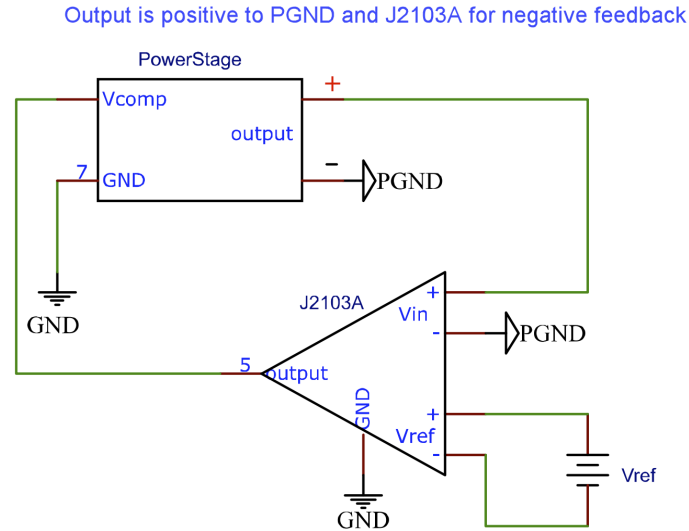 Output is positive to PGND and J2103A for negative feedback
PowerStage
+
Vcomp
output
7
GND
-
PGND
GND
J2103A
+
Vin
-
PGND
5
output
GND
+
Vref
-
Vref
GND